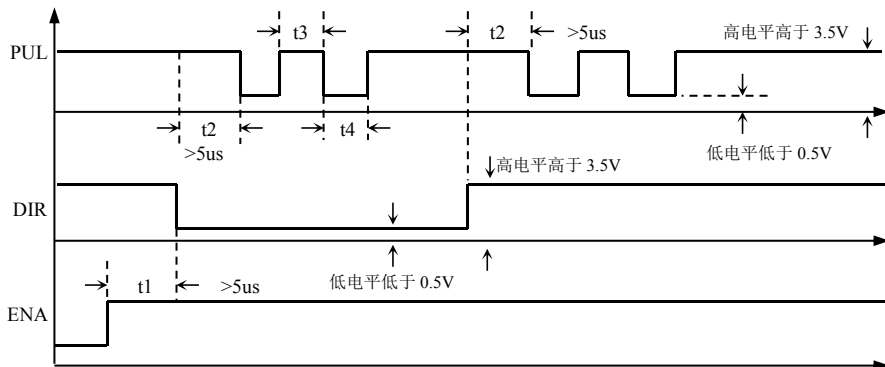 t3
t2
>5us
高电平高于 3.5V
PUL
t2
t4
>5us
低电平低于 0.5V
高电平高于 3.5V
DIR
低电平低于 0.5V
t1
>5us
ENA